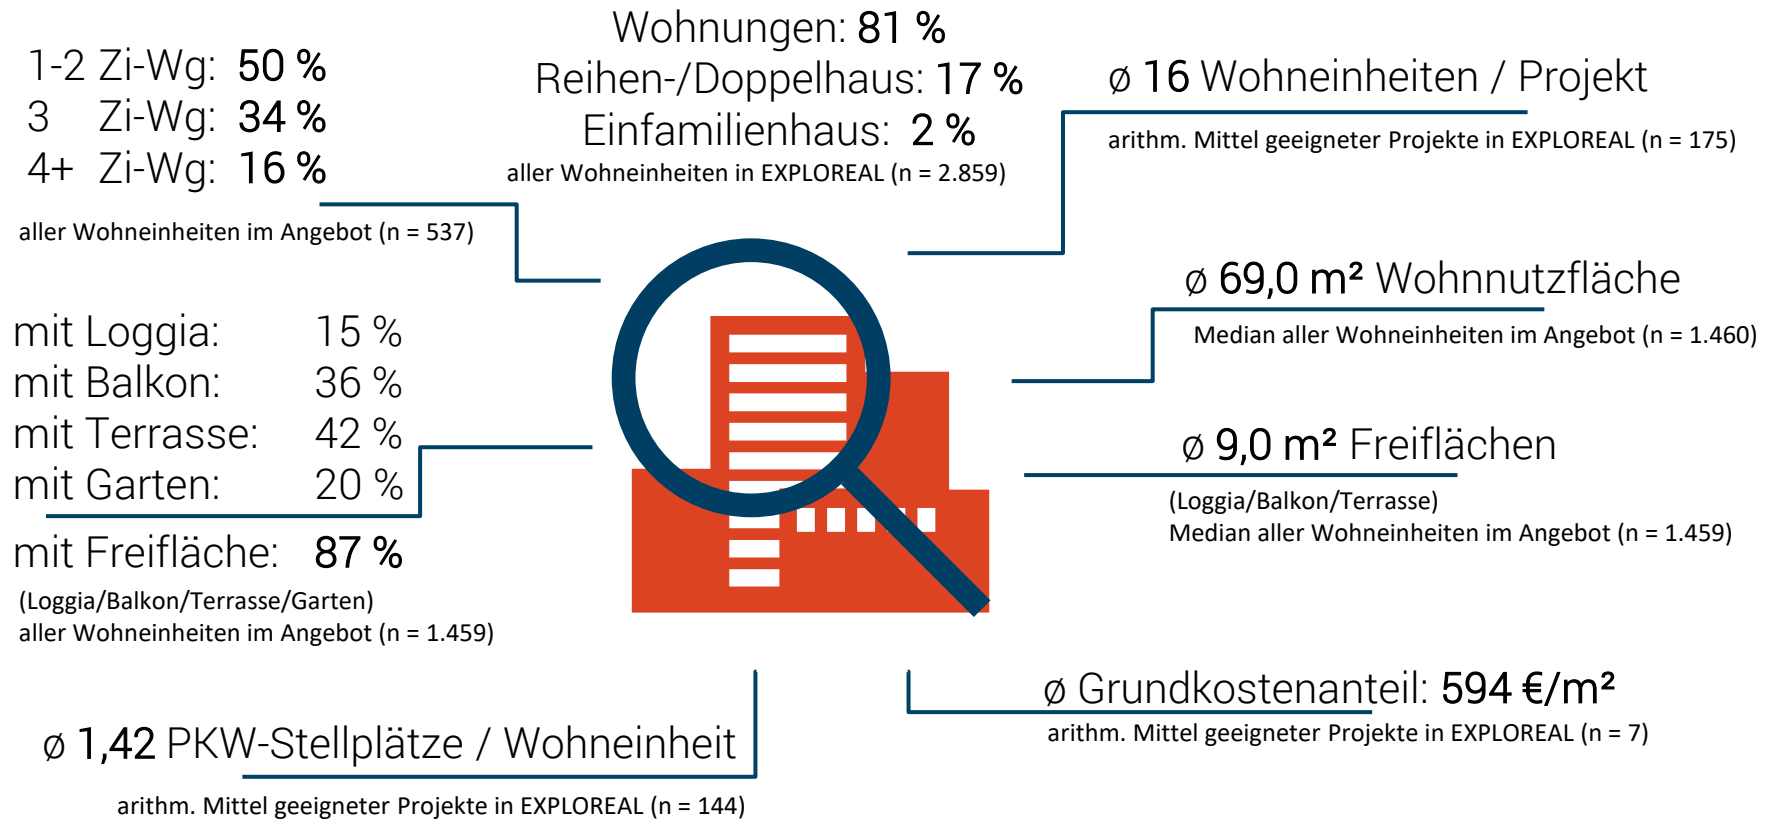 1-2 Zi-Wg: 50 %
3 Zi-Wg: 34 %
4+ Zi-Wg: 16 %
aller Wohneinheiten im Angebot (n = 537)
Wohnungen: 81 %
Reihen-/Doppelhaus: 17 %
Einfamilienhaus: 2 %
aller Wohneinheiten in EXPLOREAL (n = 2.859)
ø 16 Wohneinheiten / Projekt
arithm. Mittel geeigneter Projekte in EXPLOREAL (n = 175)
ø 69,0 m² Wohnnutzfläche
Median aller Wohneinheiten im Angebot (n = 1.460)
mit Loggia: 15 %
mit Balkon: 36 %
mit Terrasse: 42 %
mit Garten: 20 %
mit Freifläche: 87 %
(Loggia/Balkon/Terrasse/Garten)
aller Wohneinheiten im Angebot (n = 1.459)
ø 9,0 m² Freiflächen
(Loggia/Balkon/Terrasse)
Median aller Wohneinheiten im Angebot (n = 1.459)
ø Grundkostenanteil: 594 €/m²
arithm. Mittel geeigneter Projekte in EXPLOREAL (n = 7)
ø 1,42 PKW-Stellplätze / Wohneinheit
arithm. Mittel geeigneter Projekte in EXPLOREAL (n = 144)